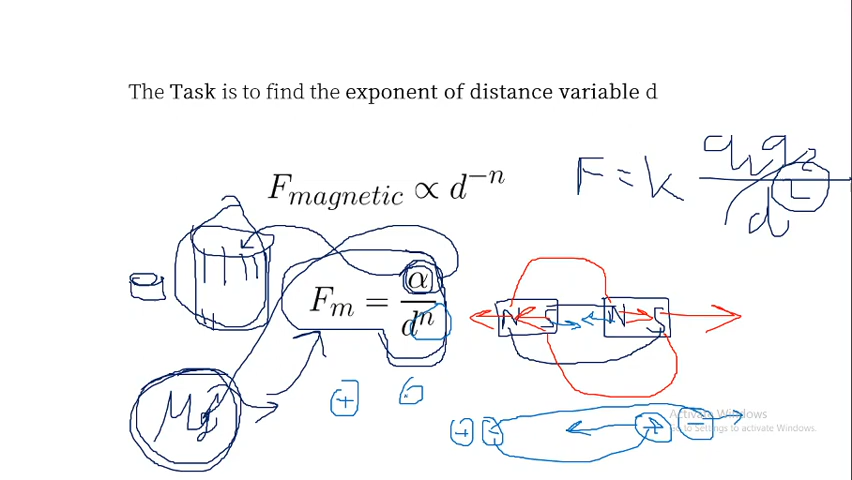 The Task is to find the exponent of distance variable d
F = k q₁q₂ / d
F_magnetic ∝ d^{-n}
F_m = α / d^n
N S N S
+
+ + -
Activate Windows
Go to Settings to activate Windows.